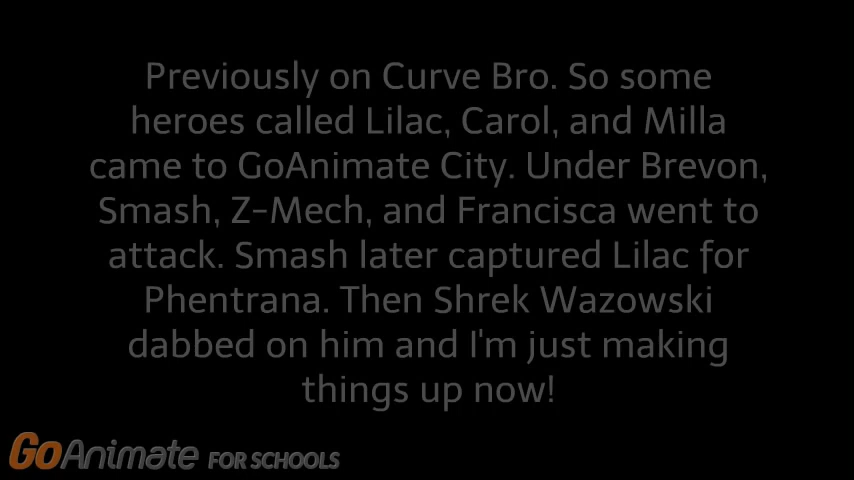 Previously on Curve Bro. So some
heroes called Lilac, Carol, and Milla
came to GoAnimate City. Under Brevon,
Smash, Z-Mech, and Francisca went to
attack. Smash later captured Lilac for
Phentrana. Then Shrek Wazowski
dabbed on him and I'm just making
things up now!
GoAnimate FOR SCHOOLS